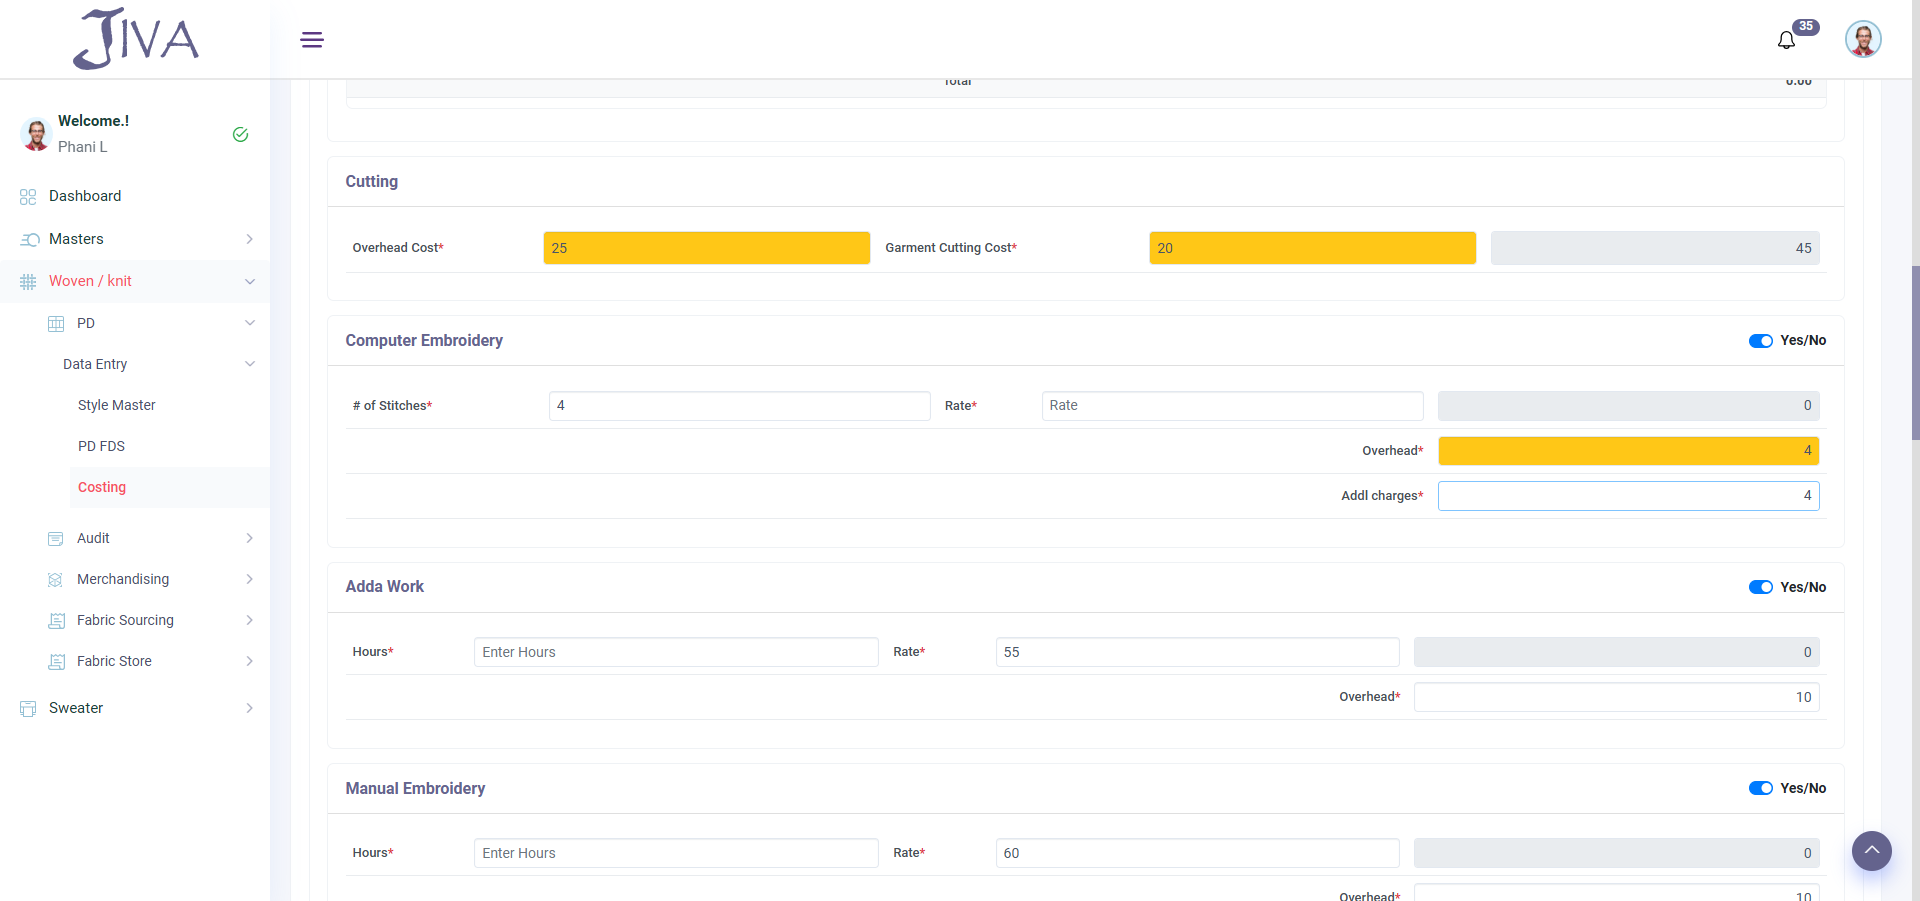 JIVA
35
Welcome.!
Phani L
Dashboard
Masters
Woven / knit
PD
Data Entry
Style Master
PD FDS
Costing
Audit
Merchandising
Fabric Sourcing
Fabric Store
Sweater
Total 0.00
Cutting
Overhead Cost* 25 Garment Cutting Cost* 20 45
Computer Embroidery Yes/No
# of Stitches* 4 Rate* Rate 0
Overhead* 4
Addl charges* 4
Adda Work Yes/No
Hours* Enter Hours Rate* 55 0
Overhead* 10
Manual Embroidery Yes/No
Hours* Enter Hours Rate* 60 0
Overhead* 10